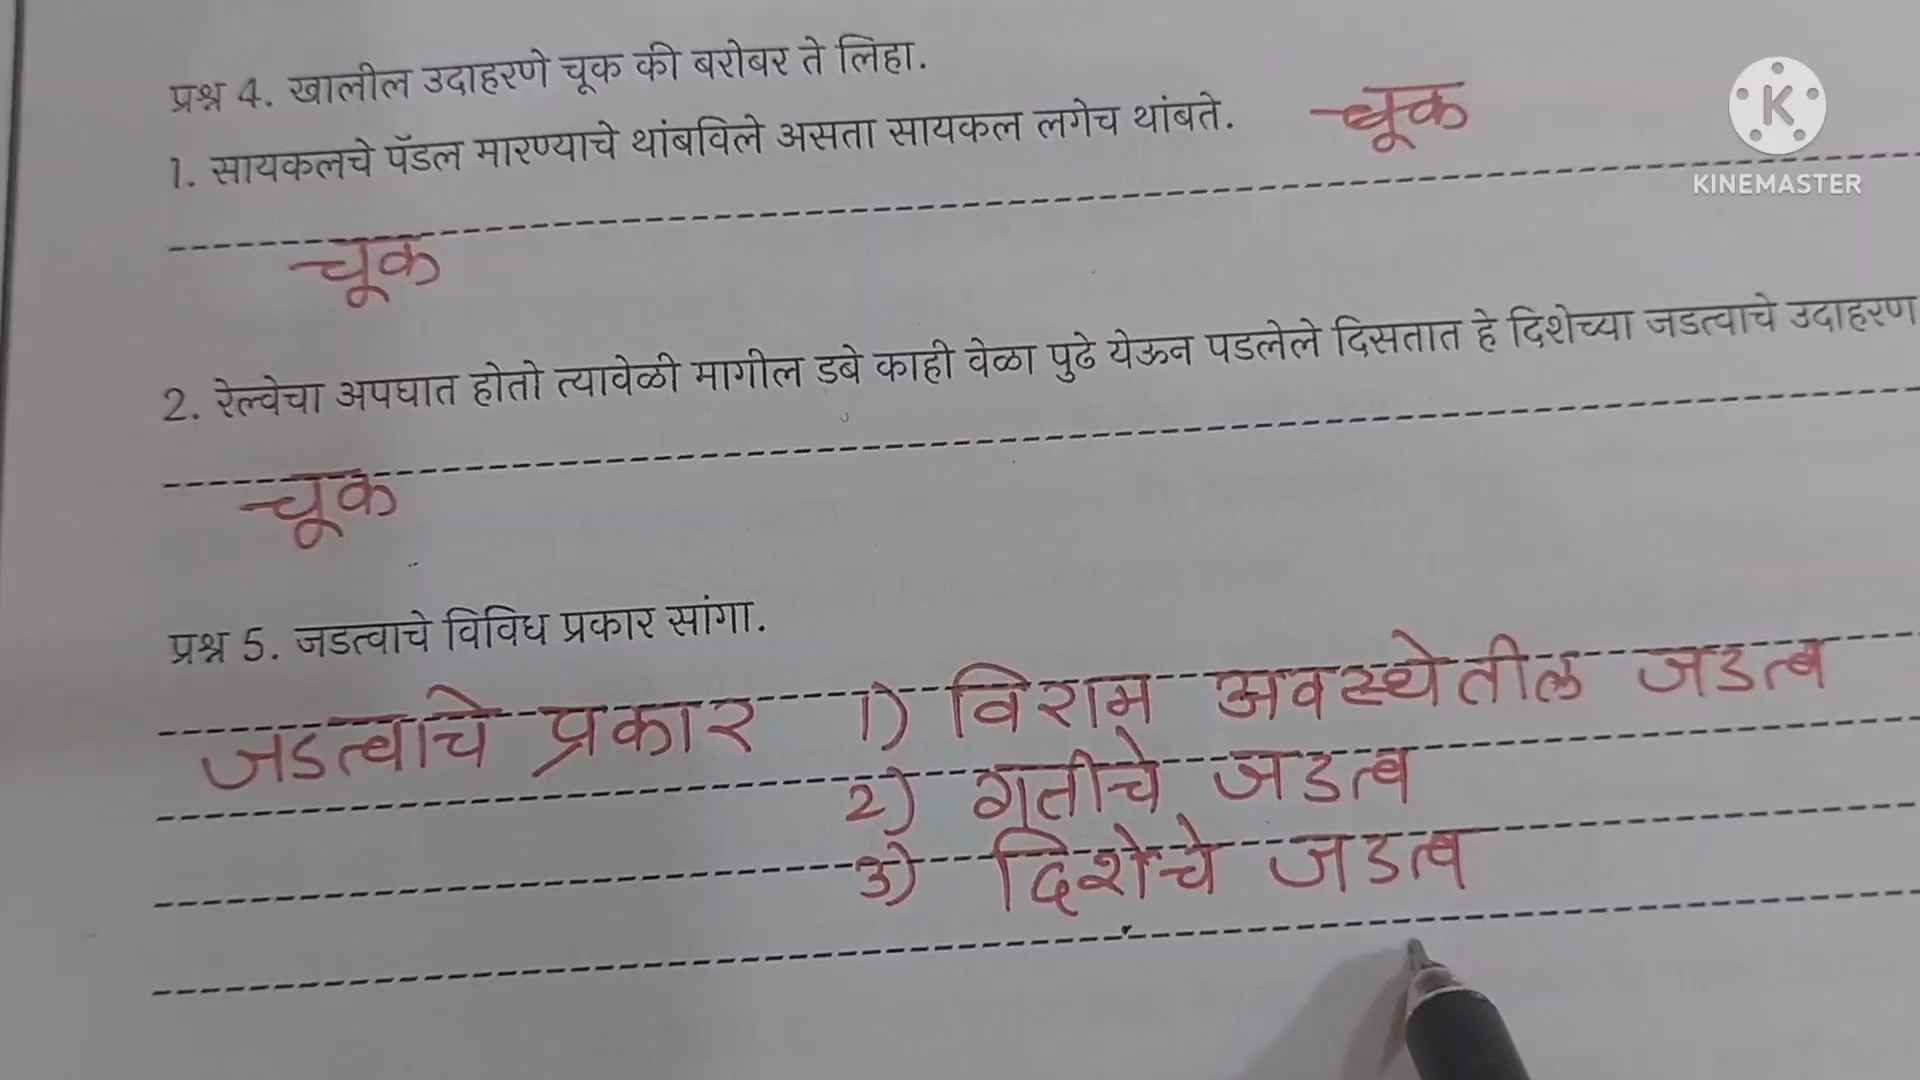 प्रश्न 4. खालील उदाहरणे चूक की बरोबर ते लिहा.
1. सायकलचे पॅडल मारण्याचे थांबविले असता सायकल लगेच थांबते. चूक
KINEMASTER
चूक
2. रेल्वेचा अपघात होतो त्यावेळी मागील डबे काही वेळा पुढे येऊन पडलेले दिसतात हे दिशेच्या जडत्वाचे उदाहरण
चूक
प्रश्न 5. जडत्वाचे विविध प्रकार सांगा.
जडत्वाचे प्रकार 1) विराम अवस्थेतील जडत्व
2) गतीचे जडत्व
3) दिशेचे जडत्व